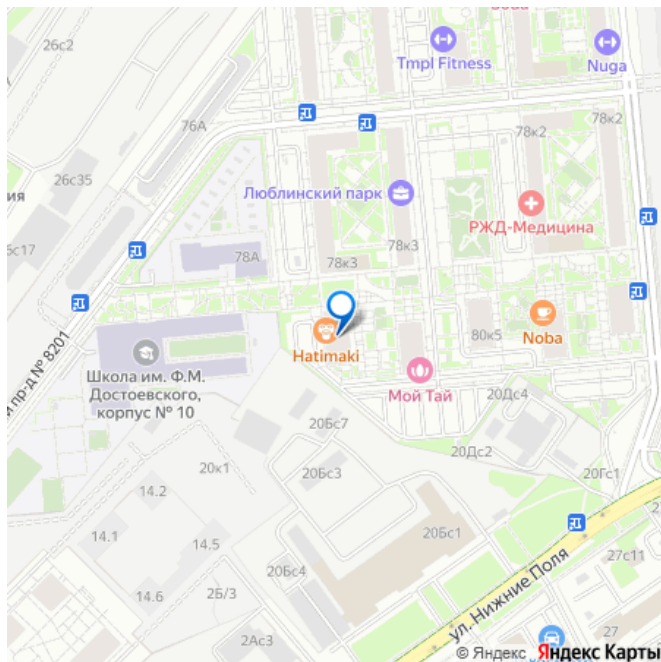 26с2
Tmpl Fitness
Nuga
76А
78к2
78к2
26с35
Люблинский парк
РЖД-Медицина
ия
с17
78А
78к3
78к3
и пр-д № 8201
80к5
Hatimaki
Noba
Школа им. Ф.М.
Достоевского,
корпус № 10
Мой Тай
20Дс4
20Бс7
20Дс2
20к1
20Бс3
20Гс1
14.2
14.1
14.5
20Бс1
20Бс4
27с11
14.6
2Б/3
ул. Нижние Поля
2Ас3
27
© Яндекс Яндекс Карты